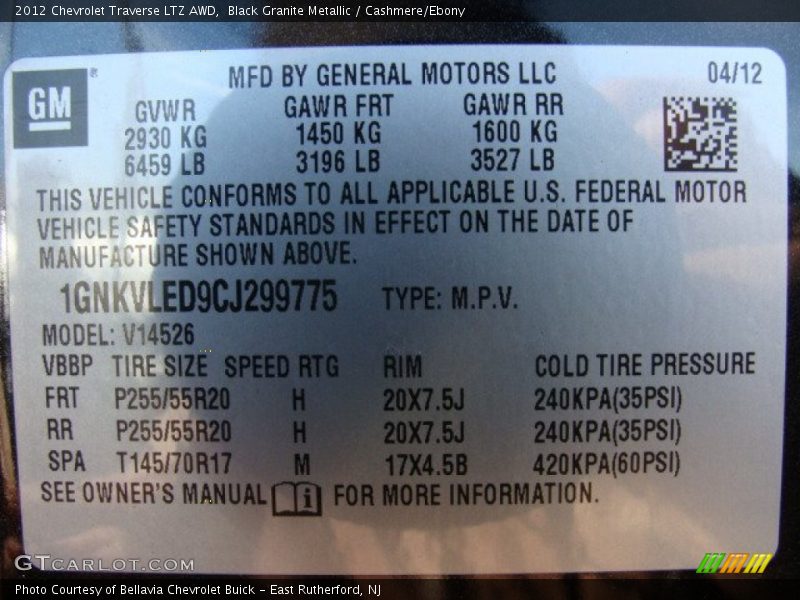 2012 Chevrolet Traverse LTZ AWD,  Black Granite Metallic / Cashmere/Ebony
GM ®
MFD BY GENERAL MOTORS LLC 04/12
GVWR GAWR FRT GAWR RR
2930 KG 1450 KG 1600 KG
6459 LB 3196 LB 3527 LB
THIS VEHICLE CONFORMS TO ALL APPLICABLE U.S. FEDERAL MOTOR
VEHICLE SAFETY STANDARDS IN EFFECT ON THE DATE OF
MANUFACTURE SHOWN ABOVE.
1GNKVLED9CJ299775 TYPE: M.P.V.
MODEL: V14526
VBBP TIRE SIZE SPEED RTG RIM COLD TIRE PRESSURE
FRT P255/55R20 H 20X7.5J 240KPA(35PSI)
RR P255/55R20 H 20X7.5J 240KPA(35PSI)
SPA T145/70R17 M 17X4.5B 420KPA(60PSI)
SEE OWNER'S MANUAL i FOR MORE INFORMATION.
GTCARLOT.COM
Photo Courtesy of Bellavia Chevrolet Buick - East Rutherford, NJ